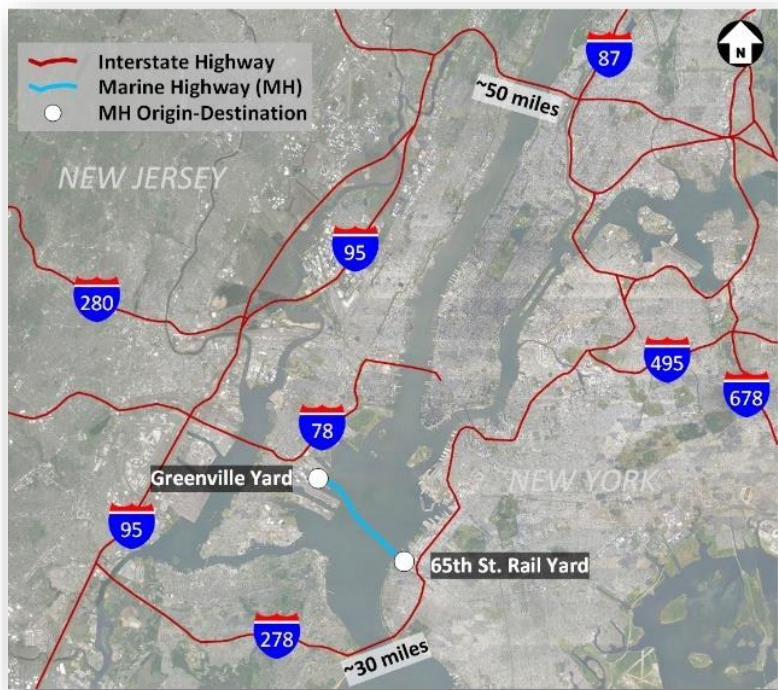 Interstate Highway
Marine Highway (MH)
MH Origin-Destination
N
87
~50 miles
NEW JERSEY
95
280
495
678
78
Greenville Yard
NEW YORK
95
65th St. Rail Yard
278
~30 miles